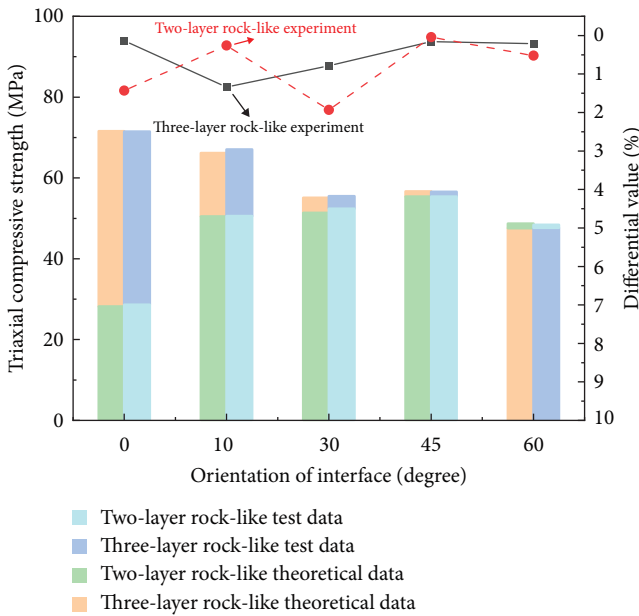 Two-layer rock-like experiment
Three-layer rock-like experiment
Triaxial compressive strength (MPa)
100
80
60
40
20
0
Differential value (%)
0
1
2
3
4
5
6
7
8
9
10
0 10 30 45 60
Orientation of interface (degree)
Two-layer rock-like test data
Three-layer rock-like test data
Two-layer rock-like theoretical data
Three-layer rock-like theoretical data